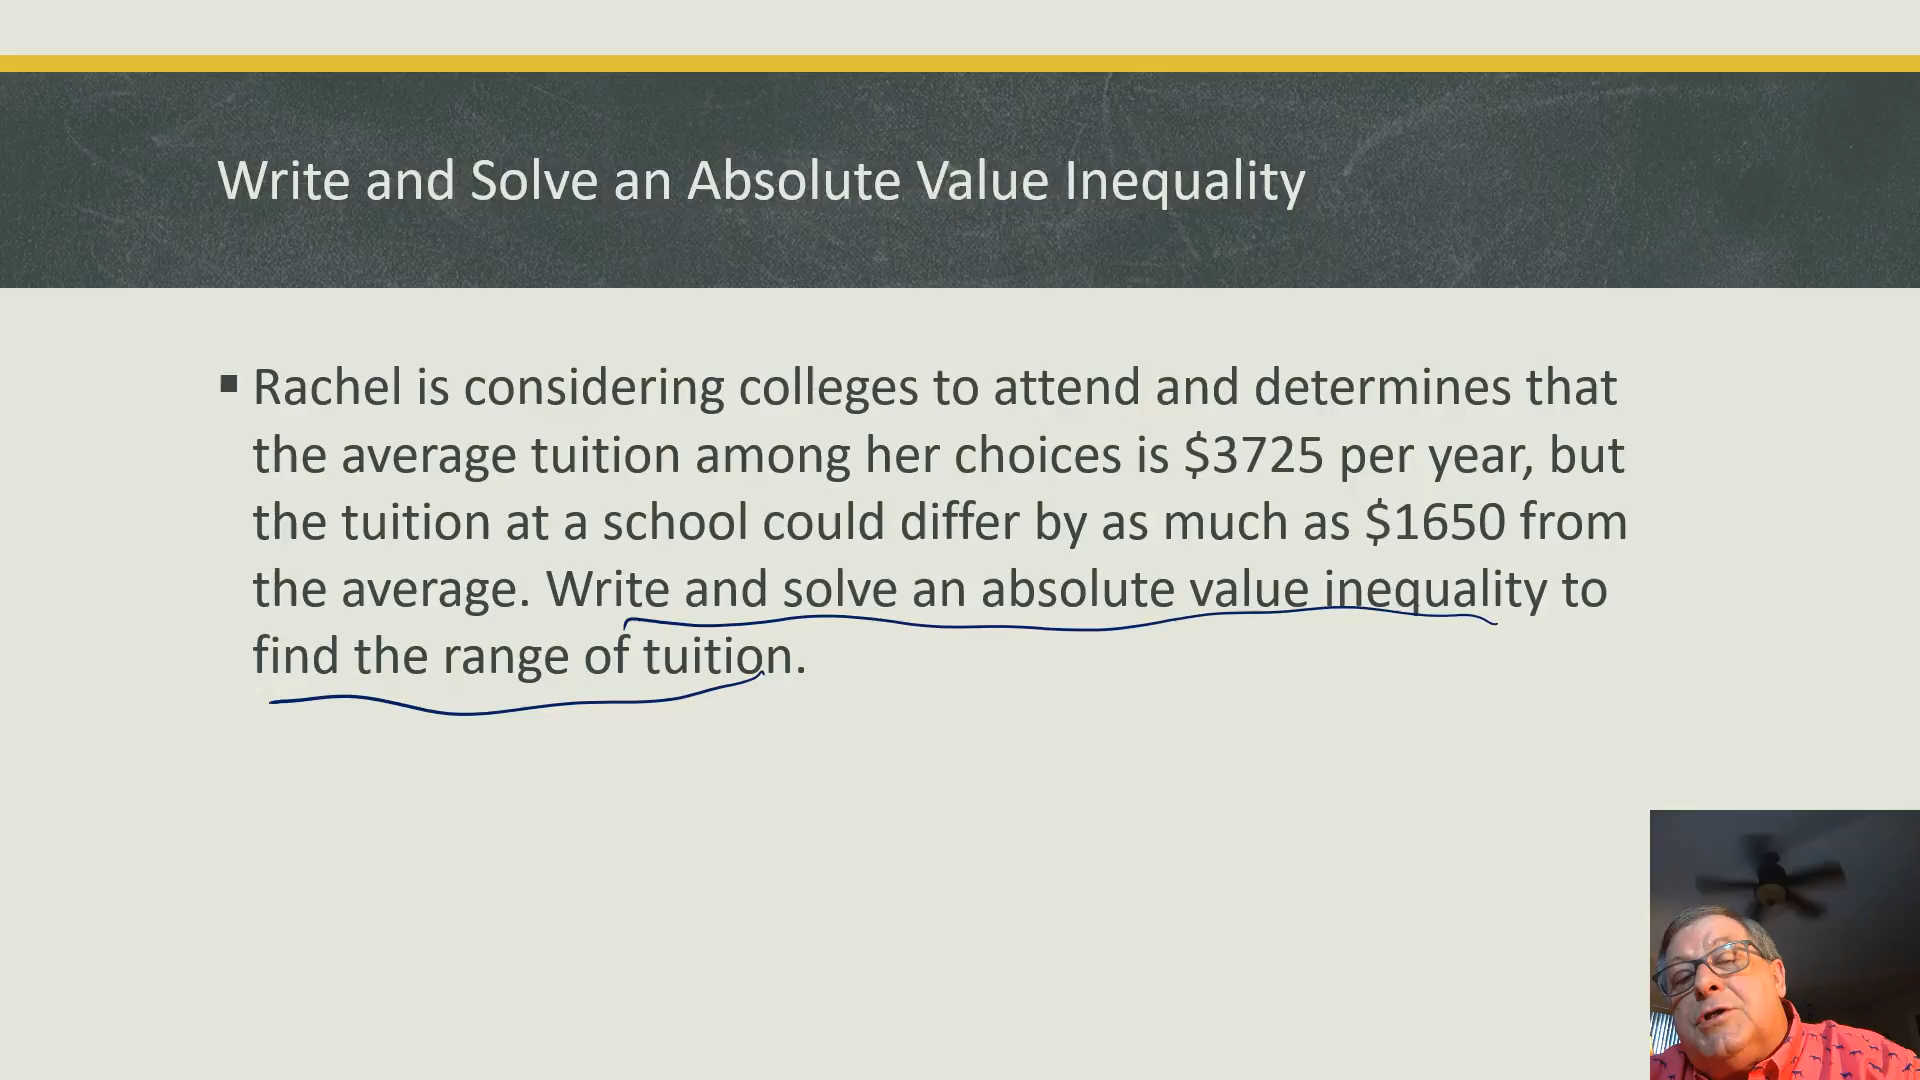 Write and Solve an Absolute Value Inequality
▪ Rachel is considering colleges to attend and determines that
the average tuition among her choices is $3725 per year, but
the tuition at a school could differ by as much as $1650 from
the average. Write and solve an absolute value inequality to
find the range of tuition.